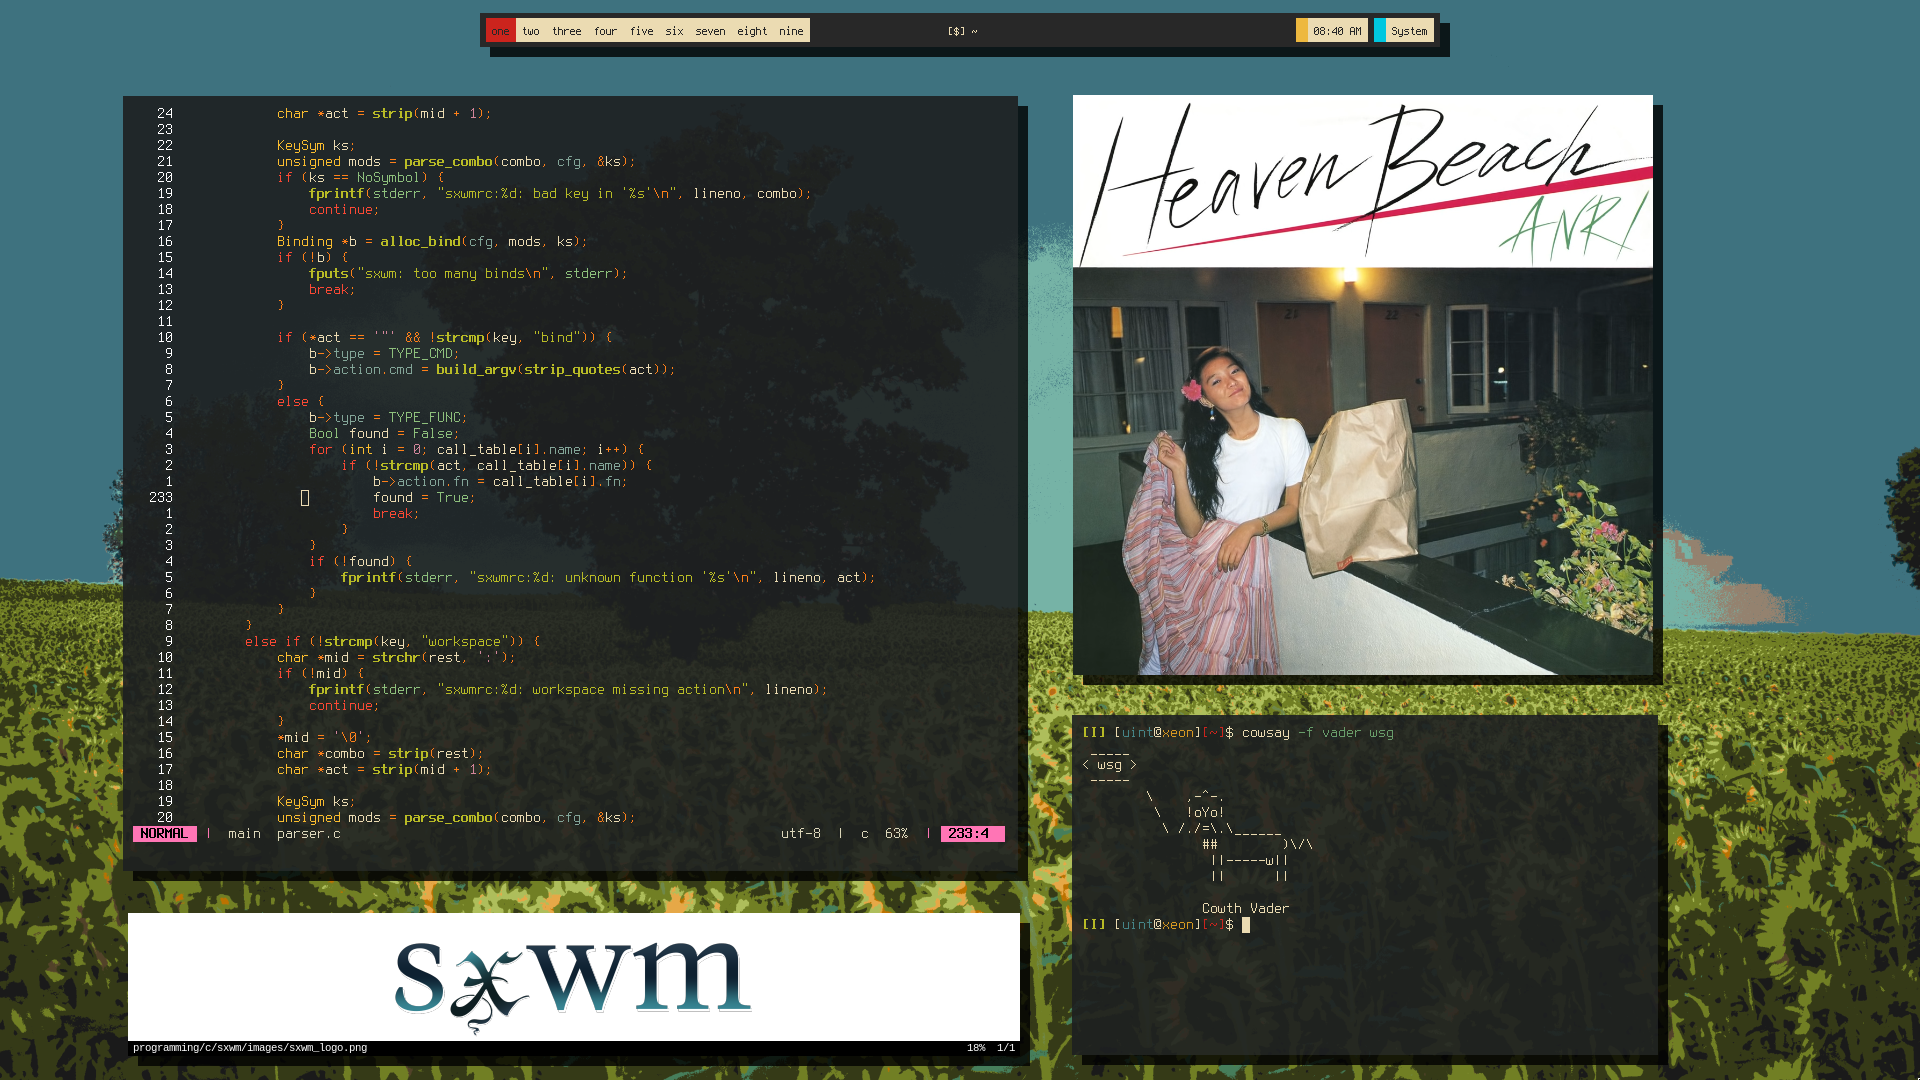 one two three four five six seven eight nine
[$] ~
08:40 AM
System
24 char *act = strip(mid + 1);
23
22 KeySym ks;
21 unsigned mods = parse_combo(combo, cfg, &ks);
20 if (ks == NoSymbol) {
19 fprintf(stderr, "sxwmrc:%d: bad key in '%s'\n", lineno, combo);
18 continue;
17 }
16 Binding *b = alloc_bind(cfg, mods, ks);
15 if (!b) {
14 fputs("sxwm: too many binds\n", stderr);
13 break;
12 }
11
10 if (*act == '"' && !strcmp(key, "bind")) {
9 b->type = TYPE_CMD;
8 b->action.cmd = build_argv(strip_quotes(act));
7 }
6 else {
5 b->type = TYPE_FUNC;
4 Bool found = False;
3 for (int i = 0; call_table[i].name; i++) {
2 if (!strcmp(act, call_table[i].name)) {
1 b->action.fn = call_table[i].fn;
233 found = True;
1 break;
2 }
3 }
4 if (!found) {
5 fprintf(stderr, "sxwmrc:%d: unknown function '%s'\n", lineno, act);
6 }
7 }
8 }
9 else if (!strcmp(key, "workspace")) {
10 char *mid = strchr(rest, ':');
11 if (!mid) {
12 fprintf(stderr, "sxwmrc:%d: workspace missing action\n", lineno);
13 continue;
14 }
15 *mid = '\0';
16 char *combo = strip(rest);
17 char *act = strip(mid + 1);
18
19 KeySym ks;
20 unsigned mods = parse_combo(combo, cfg, &ks);
NORMAL | main parser.c utf-8 | c 63% | 233:4
Heaven Beach
ANRI
21
22
[I] [uint@xeon][~]$ cowsay -f vader wsg
 _____
< wsg >
 -----
        \    ,-^-.
         \   !oYo!
          \ /./=\.\______
               ##        )\/\
                ||-----w||
                ||      ||

               Cowth Vader
[I] [uint@xeon][~]$
sxwm
programming/c/sxwm/images/sxwm_logo.png 18% 1/1